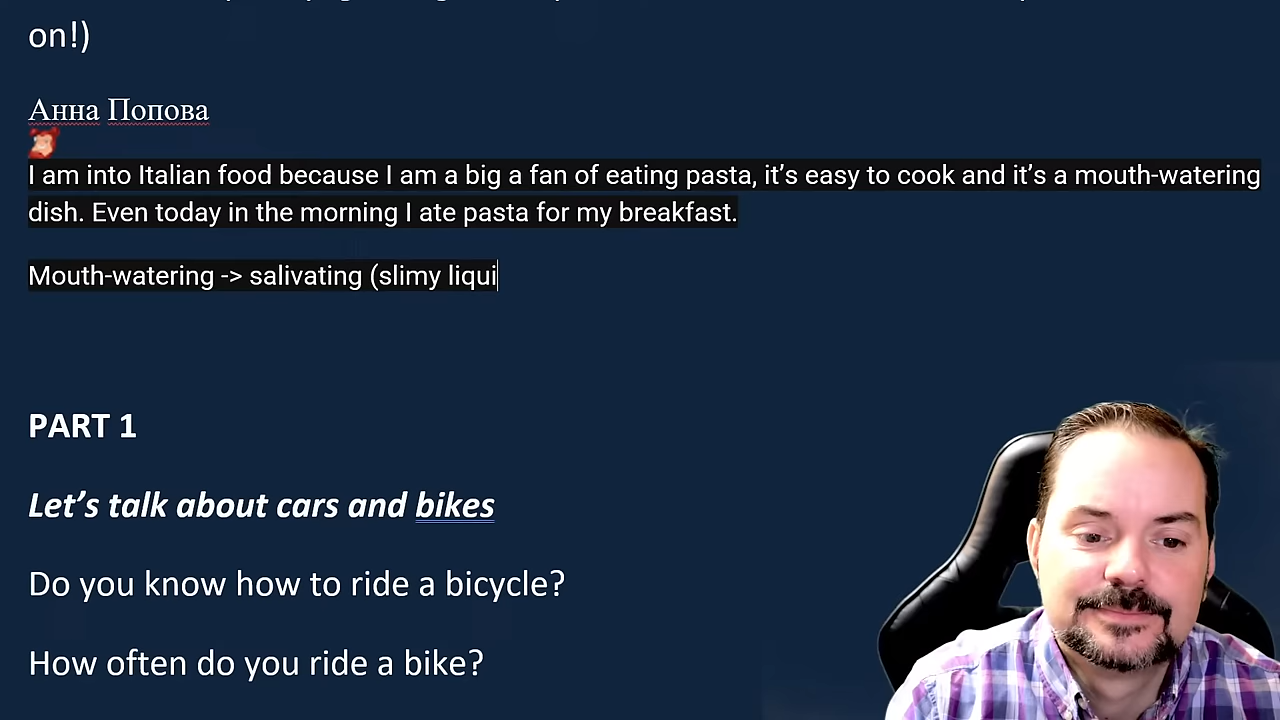 on!)
Анна Попова
I am into Italian food because I am a big a fan of eating pasta, it’s easy to cook and it’s a mouth-watering
dish. Even today in the morning I ate pasta for my breakfast.
Mouth-watering -> salivating (slimy liqui
PART 1
Let’s talk about cars and bikes
Do you know how to ride a bicycle?
How often do you ride a bike?